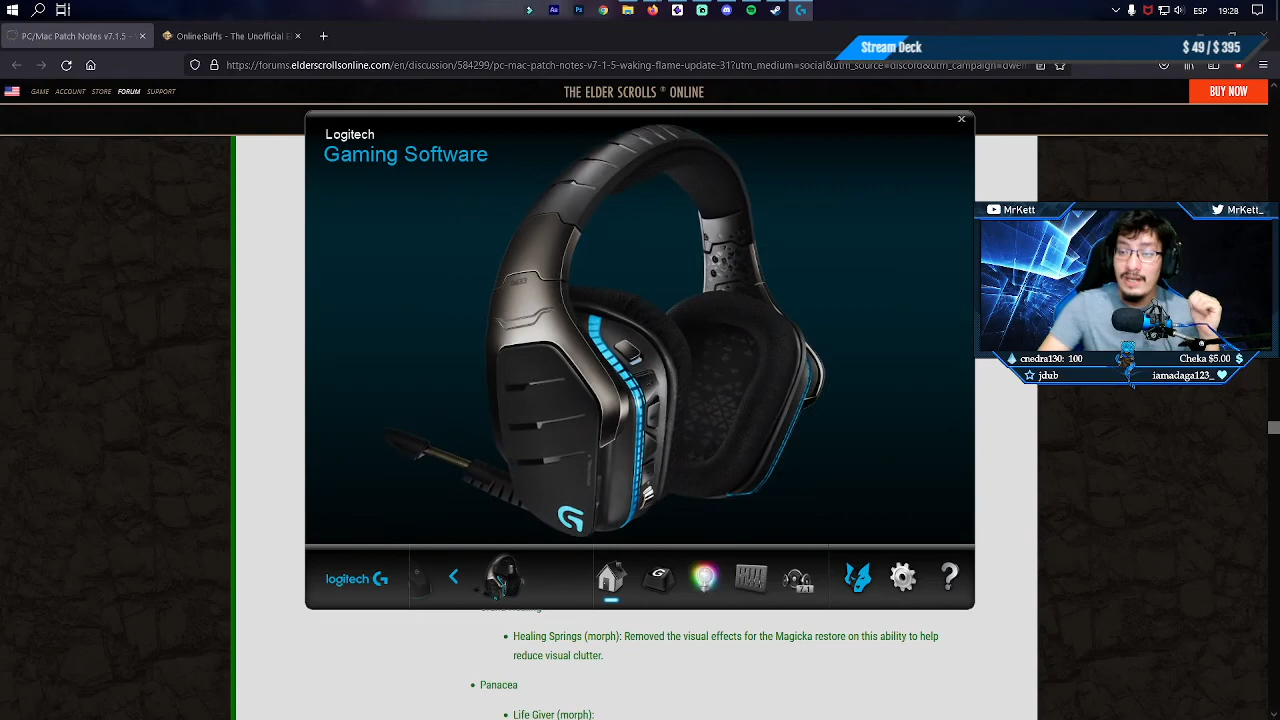 ESP 19:28
PC/Mac Patch Notes v7.1.5 -
Online:Buffs - The Unofficial El
Stream Deck $ 49 / $ 395
https://forums.elderscrollsonline.com/en/discussion/584299/pc-mac-patch-notes-v7-1-5-waking-flame-update-31?utm_medium=social&utm_source=discord&utm_campaign=dwem
GAME ACCOUNT STORE FORUM SUPPORT
THE ELDER SCROLLS ® ONLINE
BUY NOW
Logitech
Gaming Software
MrKett MrKett_
cnedra130: 100 Cheka $5.00 $
jdub iamadaga123_
logitech G
G
7.1
?
• Healing Springs (morph): Removed the visual effects for the Magicka restore on this ability to help
reduce visual clutter.
• Panacea
• Life Giver (morph):